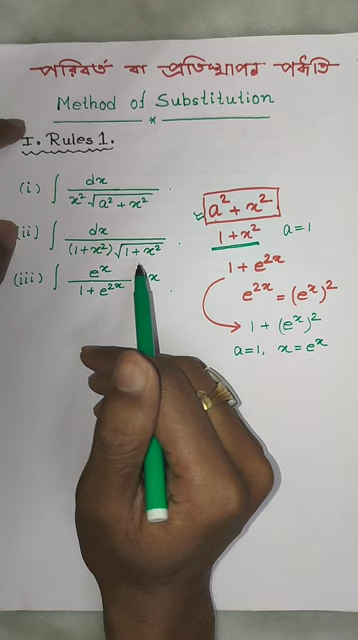 পরিবর্ত বা প্রতিস্থাপন পদ্ধতি
Method of Substitution
*
I. Rules 1.
(i) ∫ dx / x²√(a² + x²) .
(ii) ∫ dx / (1+x²)√(1+x²) .
(iii) ∫ eˣ / (1 + e²ˣ) x .
= a² + x²
1 + x² a = 1
1 + e²ˣ
e²ˣ = (eˣ)²
1 + (eˣ)²
a = 1, x = eˣ